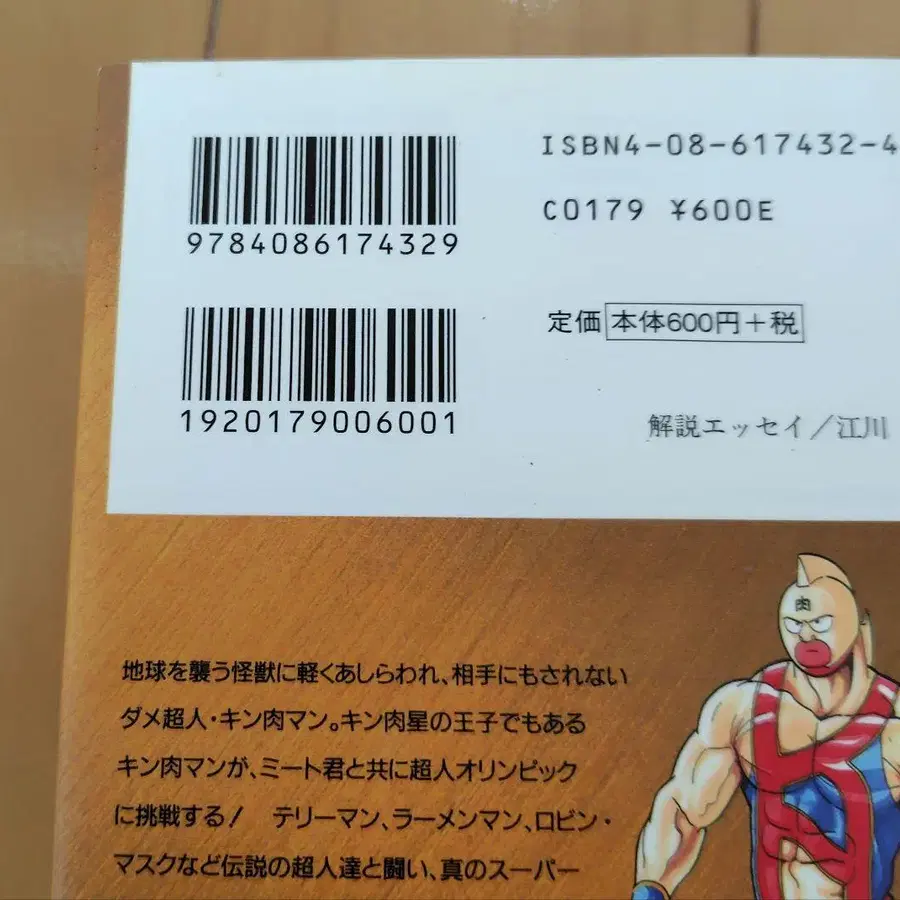 9784086174329
ISBN4-08-617432-4
C0179 ¥600E
1920179006001
定価 本体600円+税
解説エッセイ/江川
地球を襲う怪獣に軽くあしらわれ、相手にもされない
ダメ超人・キン肉マン。キン肉星の王子でもある
キン肉マンが、ミート君と共に超人オリンピック
に挑戦する! テリーマン、ラーメンマン、ロビン・
マスクなど伝説の超人達と闘い、真のスーパー
肉